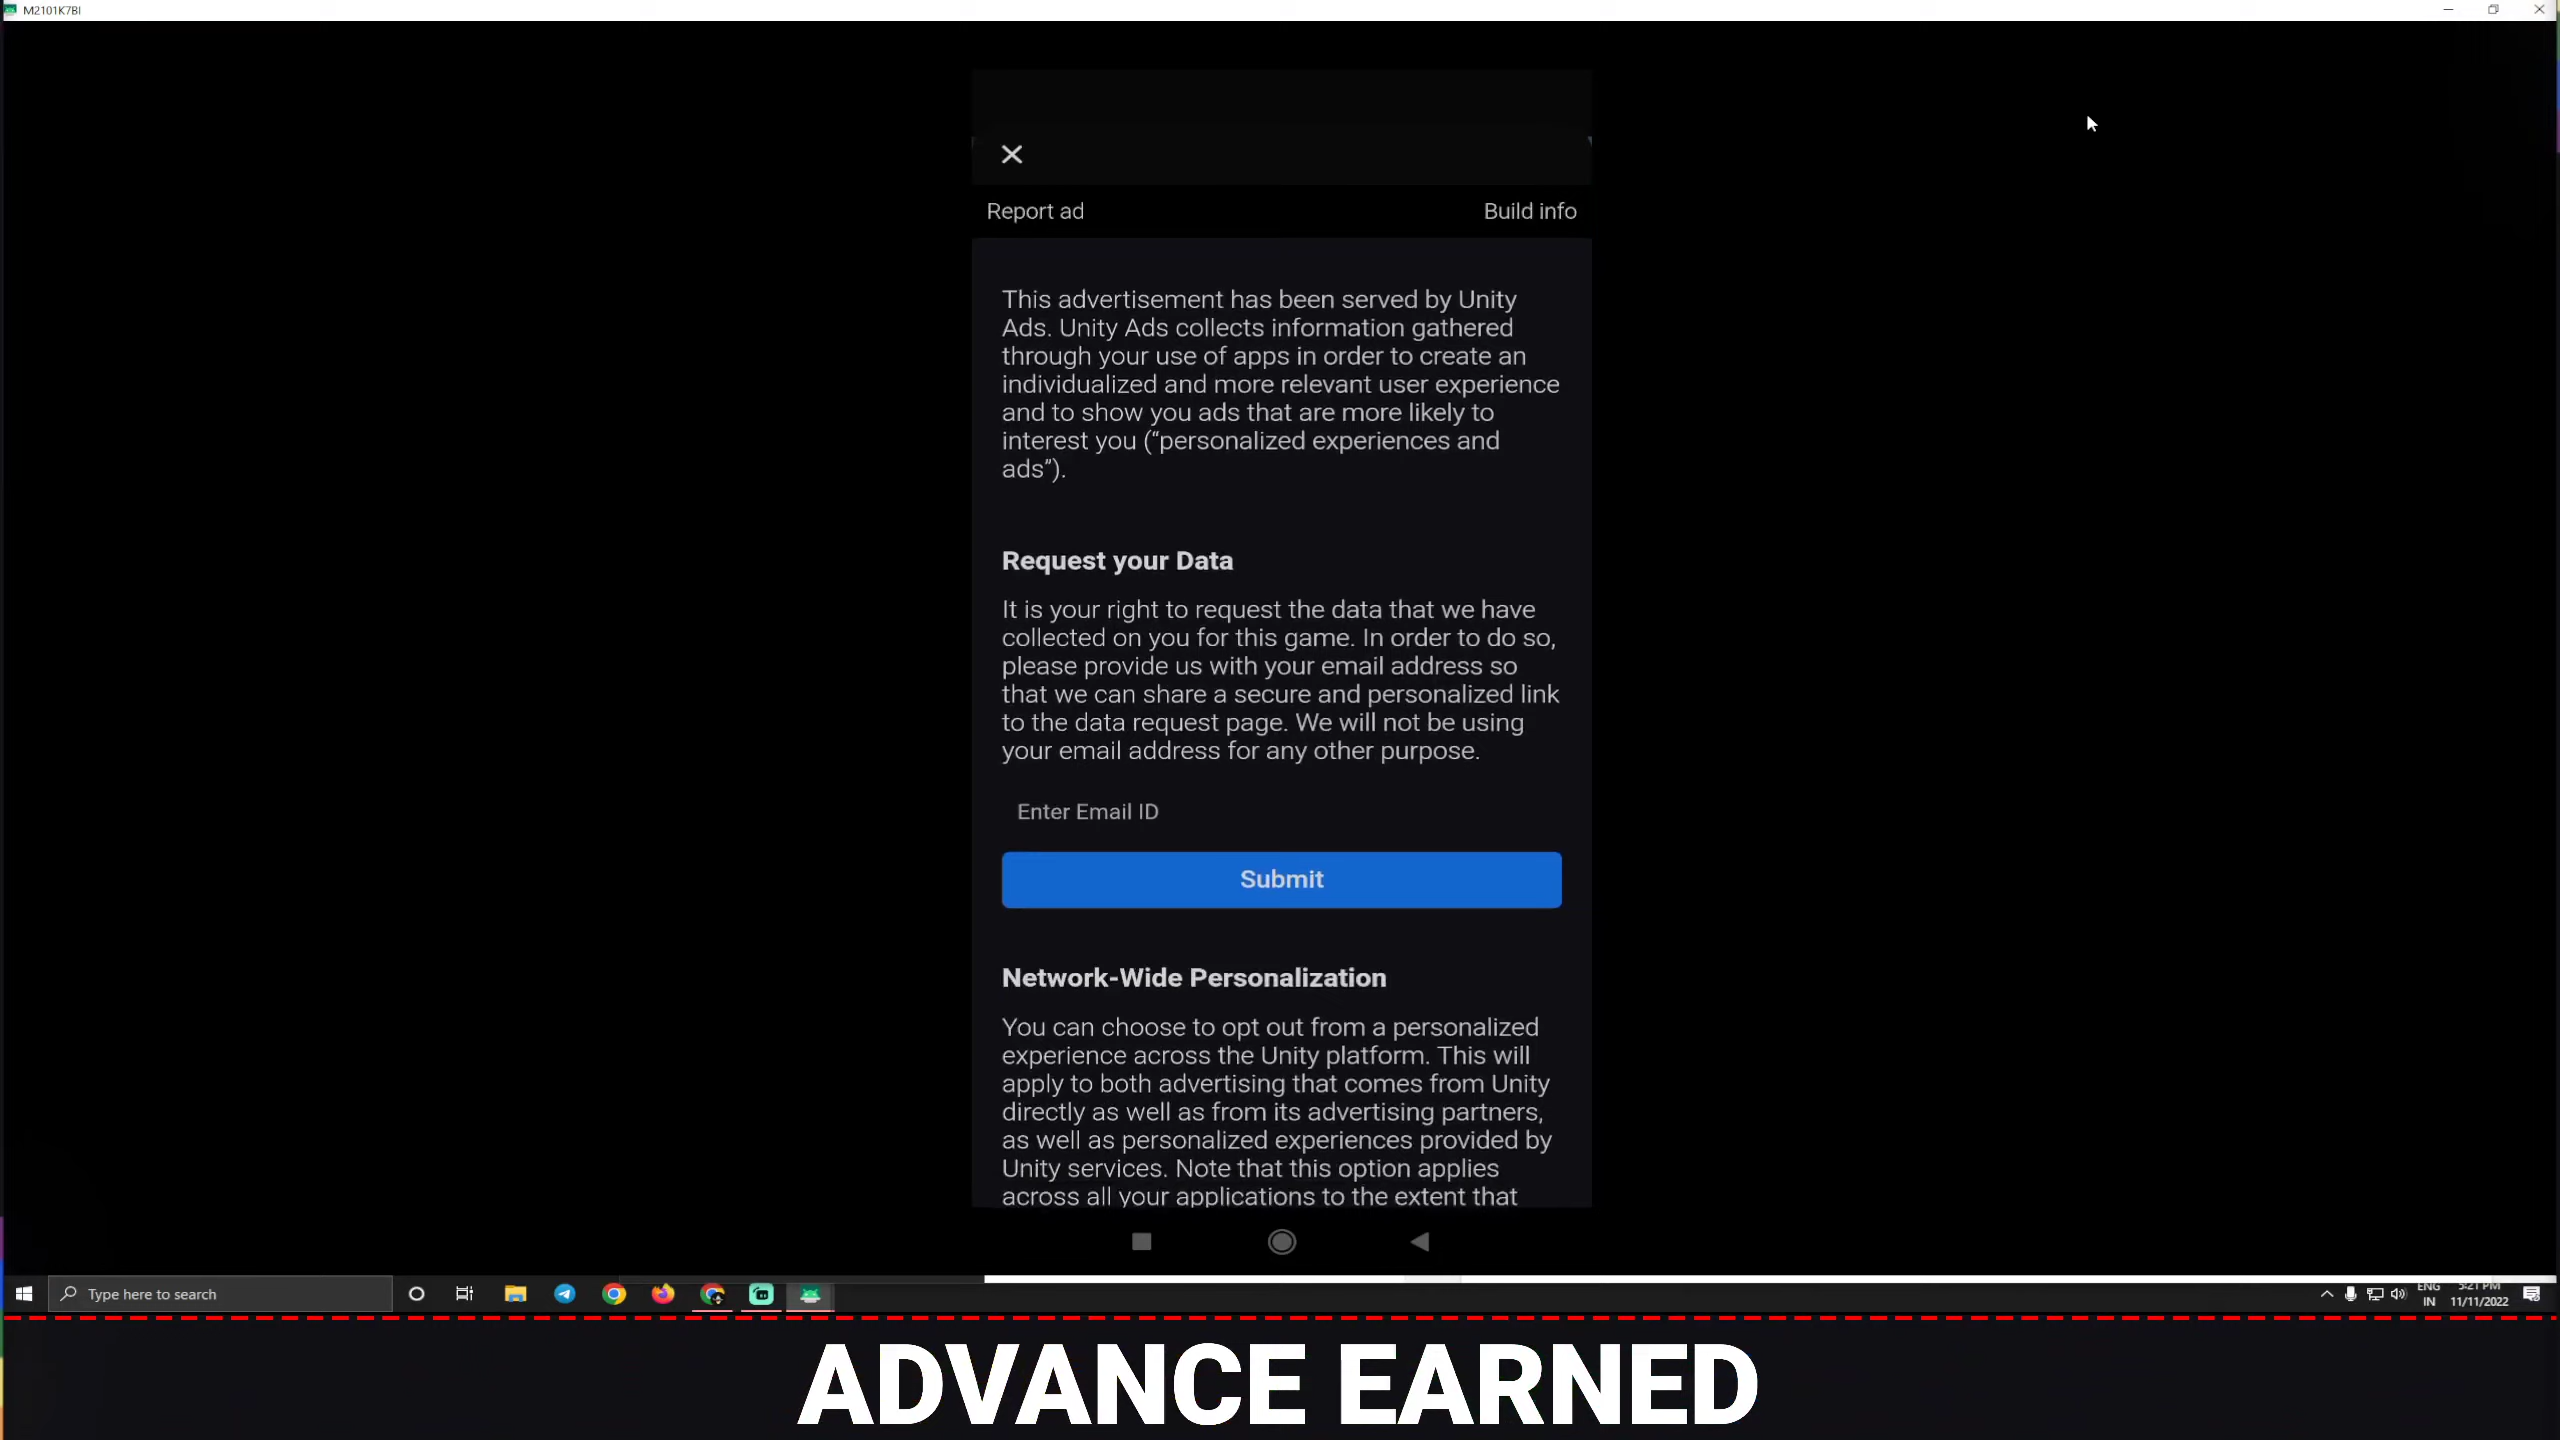 M2101K7BI
Report ad
Build info
This advertisement has been served by Unity
Ads. Unity Ads collects information gathered
through your use of apps in order to create an
individualized and more relevant user experience
and to show you ads that are more likely to
interest you (“personalized experiences and
ads”).
Request your Data
It is your right to request the data that we have
collected on you for this game. In order to do so,
please provide us with your email address so
that we can share a secure and personalized link
to the data request page. We will not be using
your email address for any other purpose.
Enter Email ID
Submit
Network-Wide Personalization
You can choose to opt out from a personalized
experience across the Unity platform. This will
apply to both advertising that comes from Unity
directly as well as from its advertising partners,
as well as personalized experiences provided by
Unity services. Note that this option applies
across all your applications to the extent that
Type here to search
ENG
IN
5:21 PM
11/11/2022
ADVANCE EARNED